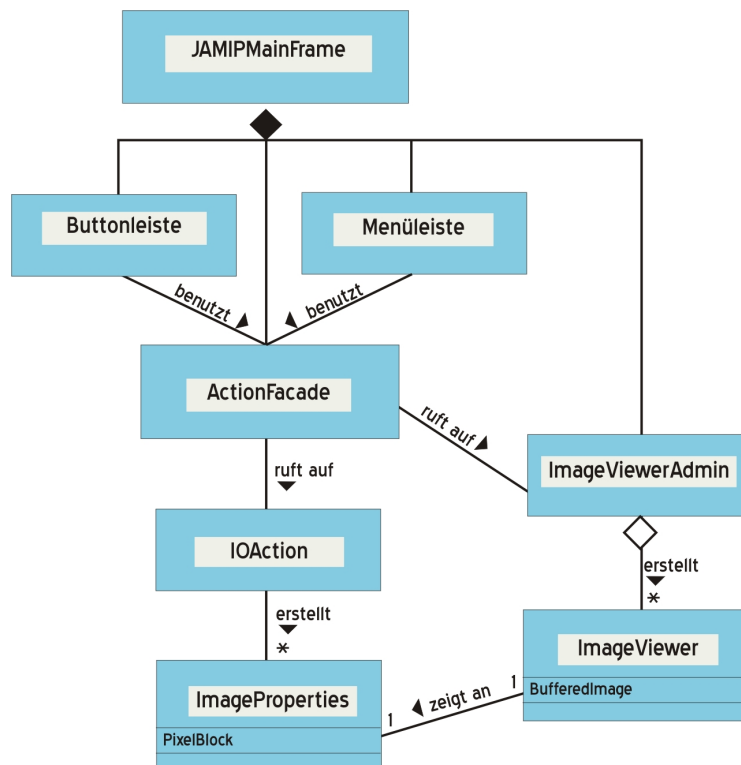 JAMIPMainFrame
Buttonleiste
Menüleiste
benutzt
benutzt
ActionFacade
ruft auf
ruft auf
ImageViewerAdmin
IOAction
erstellt
*
erstellt
*
ImageViewer
BufferedImage
ImageProperties
PixelBlock
1
zeigt an
1